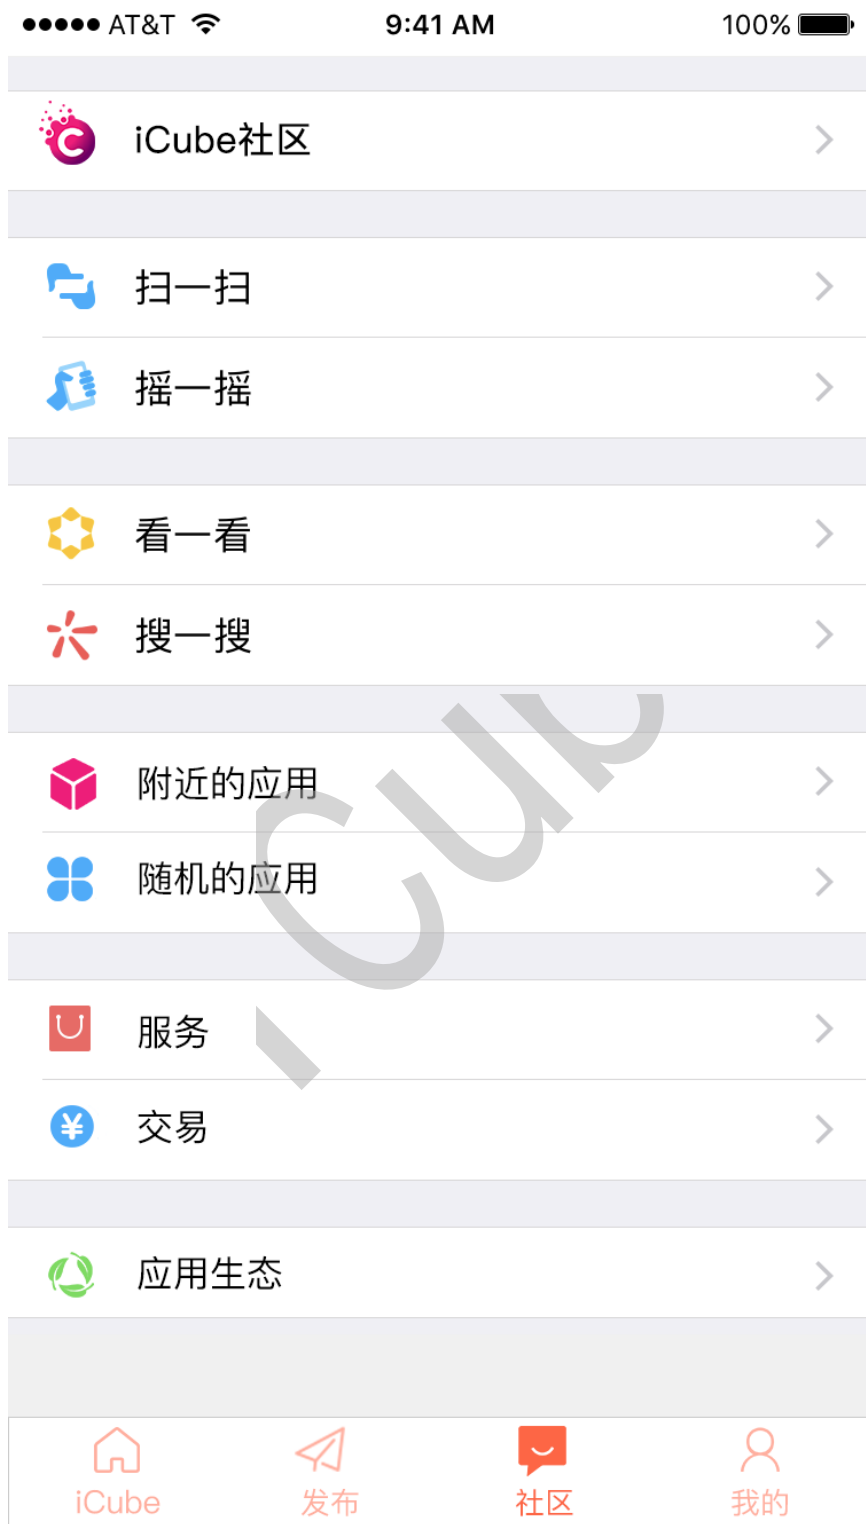 AT&T 9:41 AM 100%
iCube社区
扫一扫
摇一摇
看一看
搜一搜
附近的应用
随机的应用
服务
交易
应用生态
iCub
iCube 发布 社区 我的